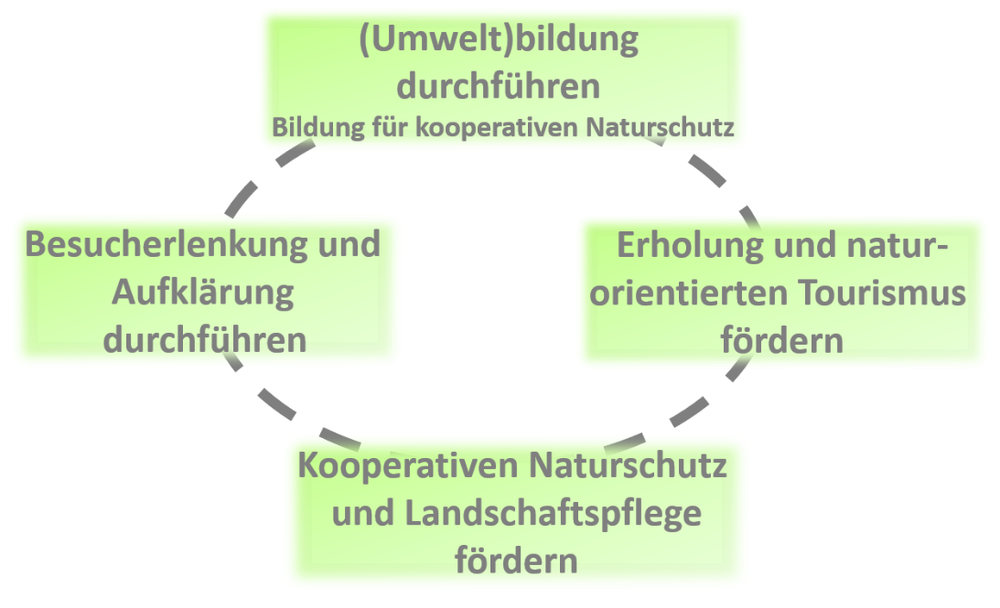 (Umwelt)bildung
durchführen
Bildung für kooperativen Naturschutz
Besucherlenkung und
Aufklärung
durchführen
Erholung und natur-
orientierten Tourismus
fördern
Kooperativen Naturschutz
und Landschaftspflege
fördern